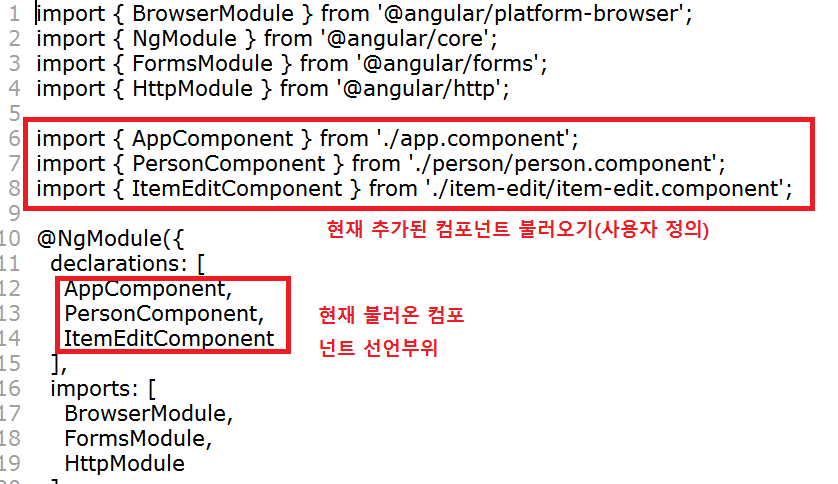 1 import { BrowserModule } from '@angular/platform-browser';
2 import { NgModule } from '@angular/core';
3 import { FormsModule } from '@angular/forms';
4 import { HttpModule } from '@angular/http';
5
6 import { AppComponent } from './app.component';
7 import { PersonComponent } from './person/person.component';
8 import { ItemEditComponent } from './item-edit/item-edit.component';
9
현재 추가된 컴포넌트 불러오기(사용자 정의)
10 @NgModule({
11 declarations: [
12 AppComponent,
13 PersonComponent,
현재 불러온 컴포
14 ItemEditComponent
넌트 선언부위
15 ],
16 imports: [
17 BrowserModule,
18 FormsModule,
19 HttpModule